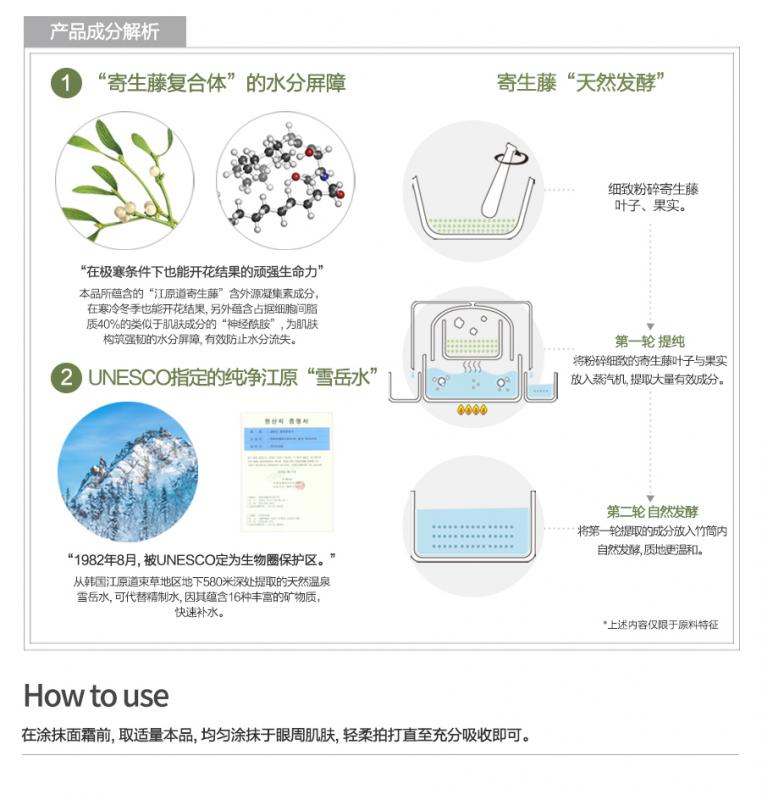 产品成分解析
1 “寄生藤复合体”的水分屏障
“在极寒条件下也能开花结果的顽强生命力”
本品所蕴含的“江原道寄生藤”含外源凝集素成分,
在寒冷冬季也能开花结果, 另外蕴含占据细胞间脂
质40%的类似于肌肤成分的“神经酰胺”, 为肌肤
构筑强韧的水分屏障, 有效防止水分流失。
2 UNESCO指定的纯净江原“雪岳水”
원산지 증명서
“1982年8月, 被UNESCO定为生物圈保护区。”
从韩国江原道束草地区地下580米深处提取的天然温泉
雪岳水, 可代替精制水, 因其蕴含16种丰富的矿物质,
快速补水。
寄生藤“天然发酵”
细致粉碎寄生藤
叶子、果实。
第一轮 提纯
将粉碎细致的寄生藤叶子与果实
放入蒸汽机, 提取大量有效成分。
第二轮 自然发酵
将第一轮提取的成分放入竹筒内
自然发酵, 质地更温和。
*上述内容仅限于原料特征
How to use
在涂抹面霜前, 取适量本品, 均匀涂抹于眼周肌肤, 轻柔拍打直至充分吸收即可。